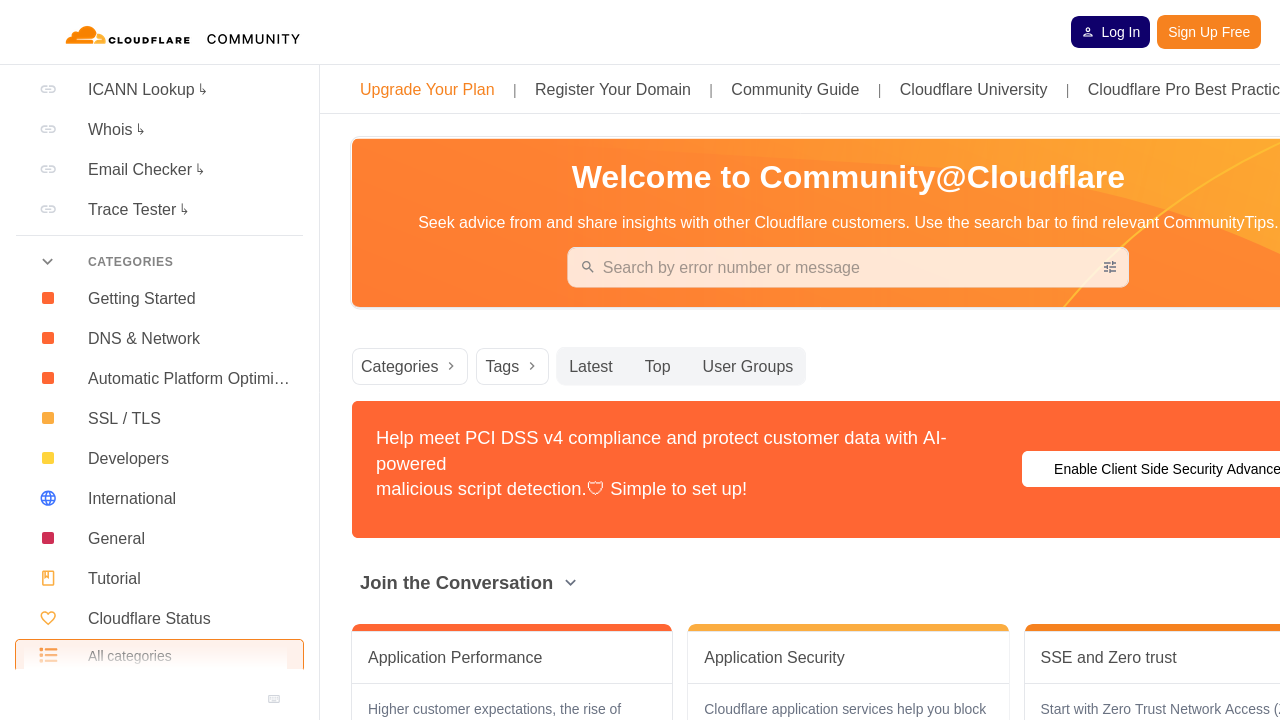 CLOUDFLARE COMMUNITY
Log In
Sign Up Free
ICANN Lookup ↳
Whois ↳
Email Checker ↳
Trace Tester ↳
CATEGORIES
Getting Started
DNS & Network
Automatic Platform Optimi…
SSL / TLS
Developers
International
General
Tutorial
Cloudflare Status
All categories
Upgrade Your Plan | Register Your Domain | Community Guide | Cloudflare University | Cloudflare Pro Best Practic
Welcome to Community@Cloudflare
Seek advice from and share insights with other Cloudflare customers. Use the search bar to find relevant CommunityTips.
Search by error number or message
Categories
Tags
Latest
Top
User Groups
Help meet PCI DSS v4 compliance and protect customer data with AI-
powered
malicious script detection.🛡 Simple to set up!
Enable Client Side Security Advance
Join the Conversation
Application Performance
Higher customer expectations, the rise of
Application Security
Cloudflare application services help you block
SSE and Zero trust
Start with Zero Trust Network Access (